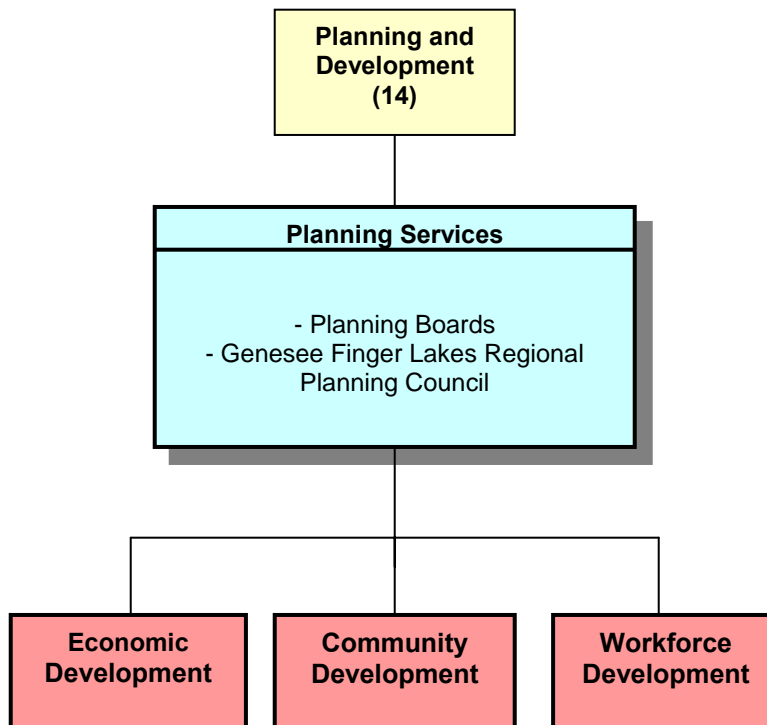 Planning and
Development
(14)
Planning Services
- Planning Boards
- Genesee Finger Lakes Regional
Planning Council
Economic
Development
Community
Development
Workforce
Development